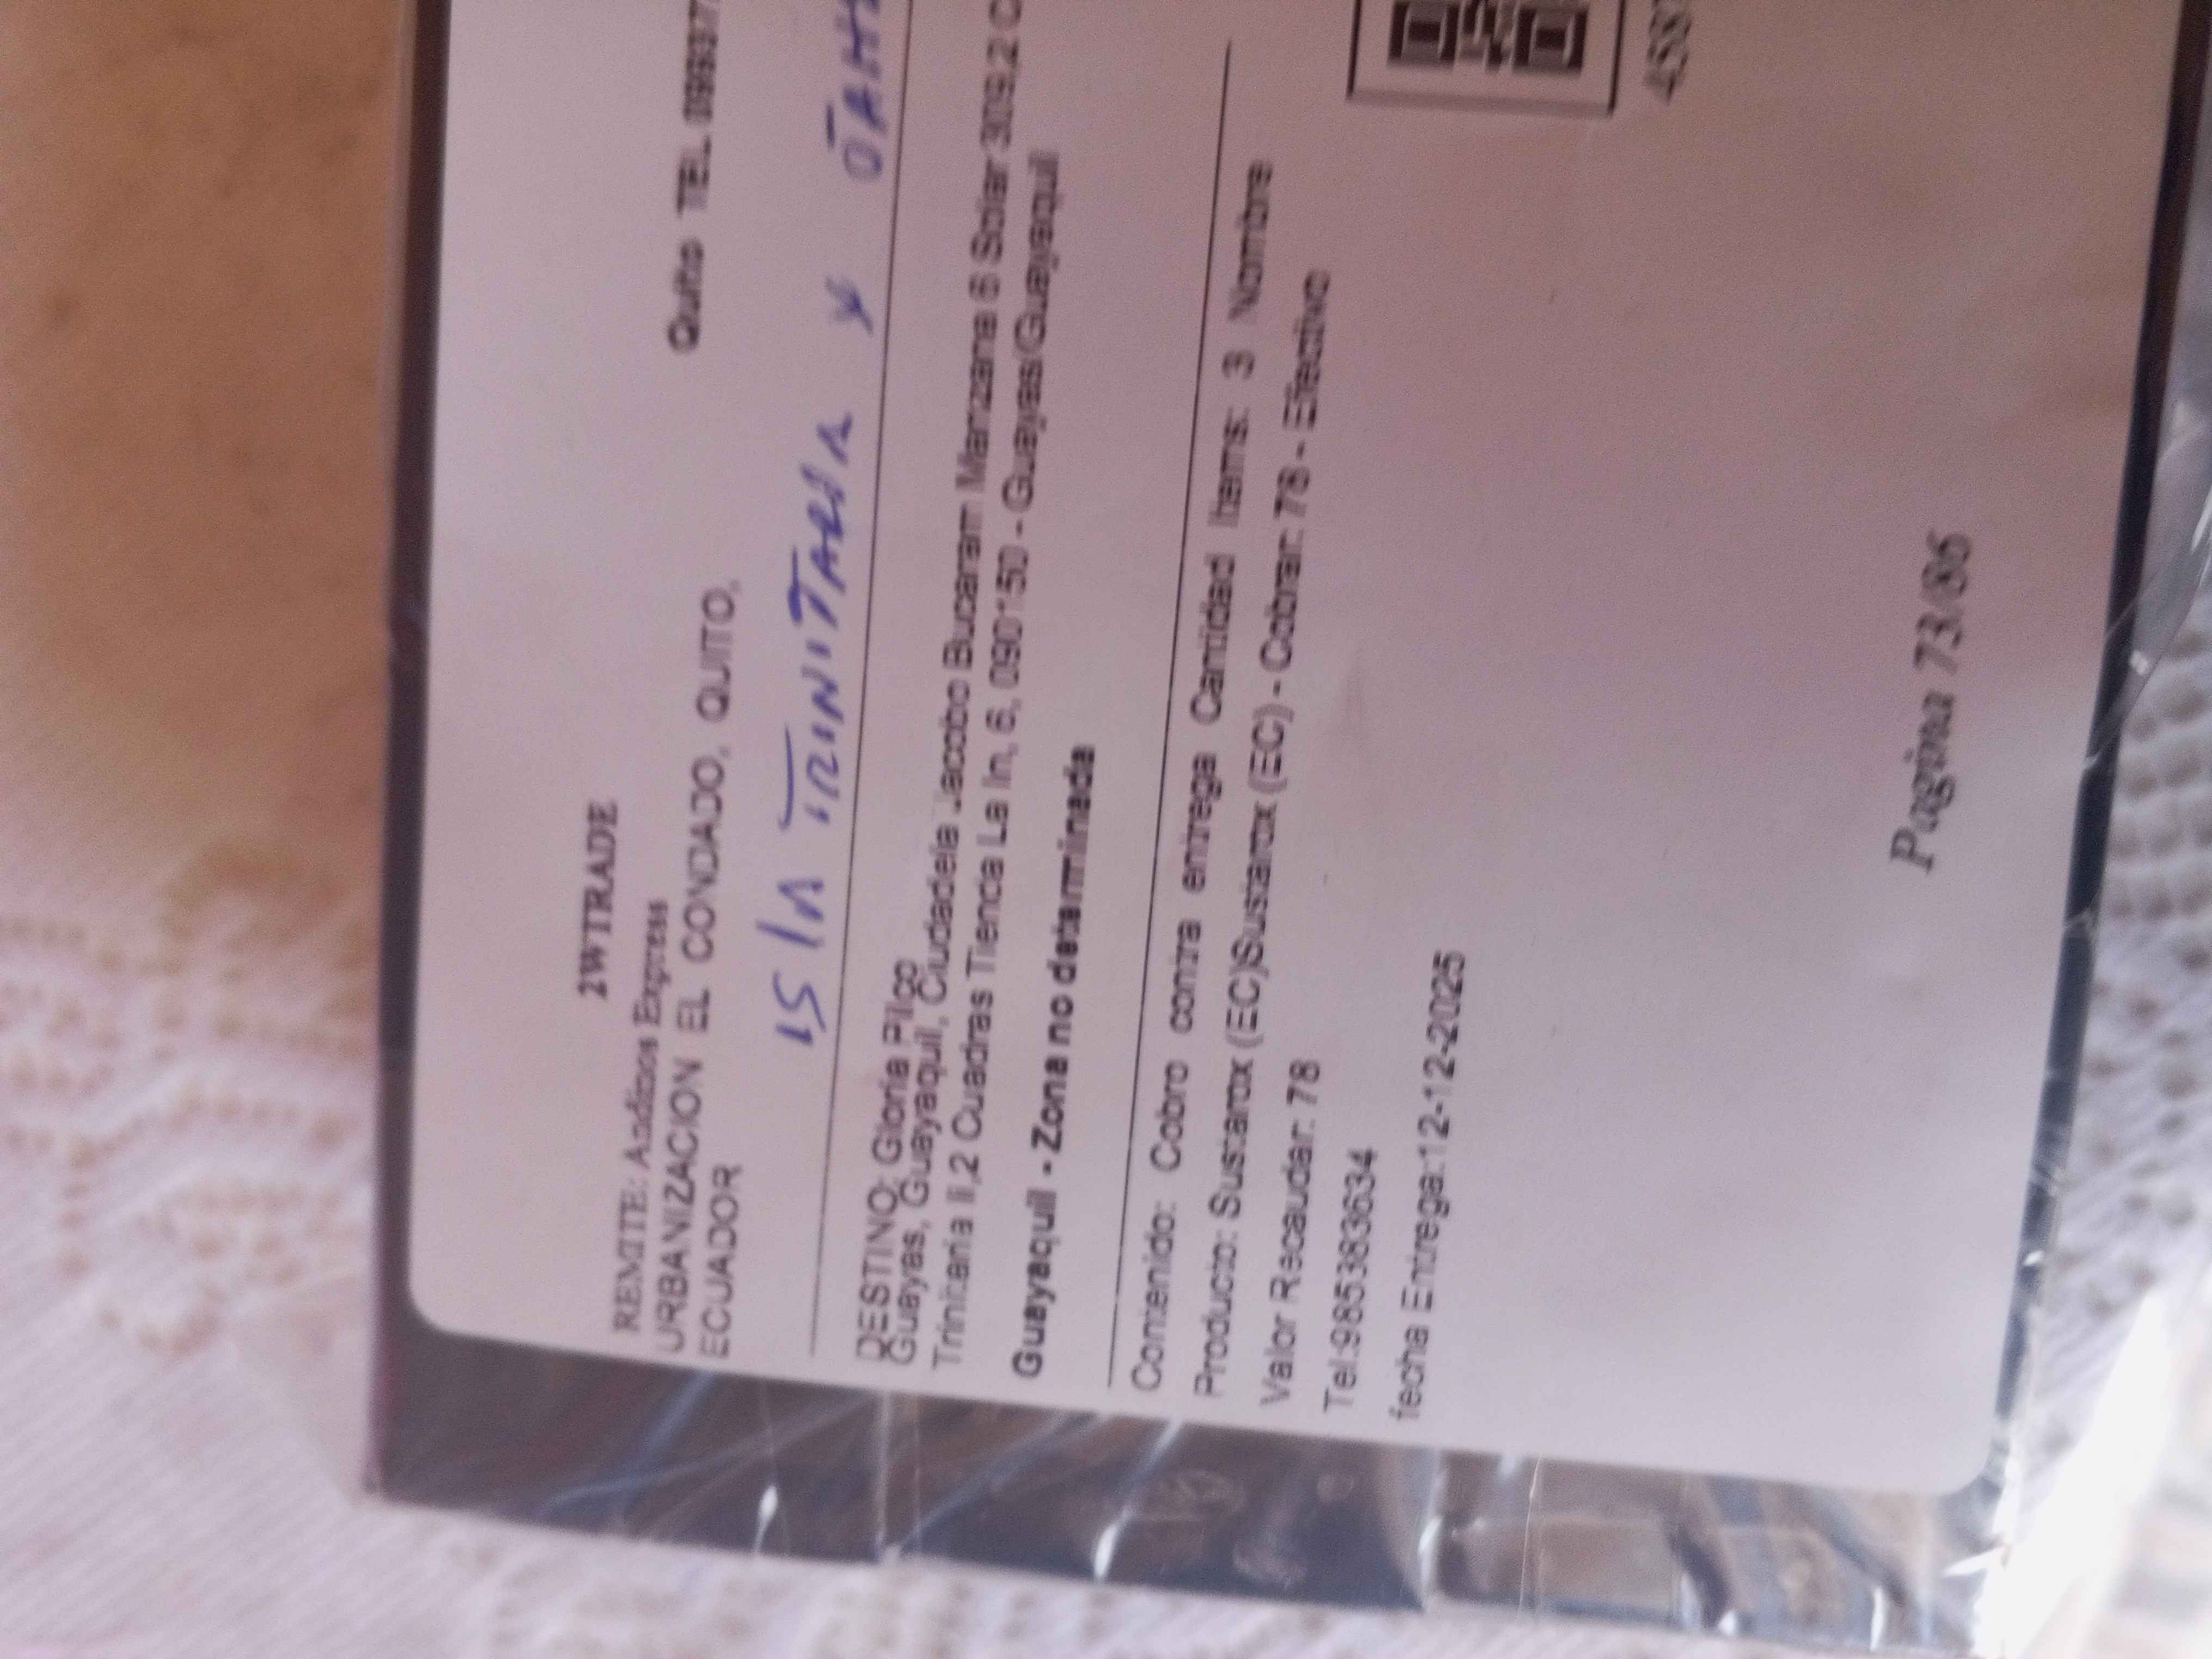 2WTRADE
REMITE: Andinos Express
URBANIZACION EL CONDADO, QUITO, Quito TEL.
ECUADOR
ISlA TRINITARIA Y
DESTINO: Gloria Pilco
Guayas, Guayaquil, Ciudadela Jacobo Bucaram Manzana 6 Solar
Trinitaria Ii,2 Cuadras Tienda La In, 6, 090150 - Guayas/Guayaquil
Guayaquil - Zona no determinada
Contenido: Cobro contra entrega Cantidad Items: 3 Nombre
Producto: Sustarox (EC)Sustarox (EC) - Cobrar: 78 - Efectivo
Valor Recaudar: 78
Tel:985383634
fecha Entrega:12-12-2025
Pagina 73/86